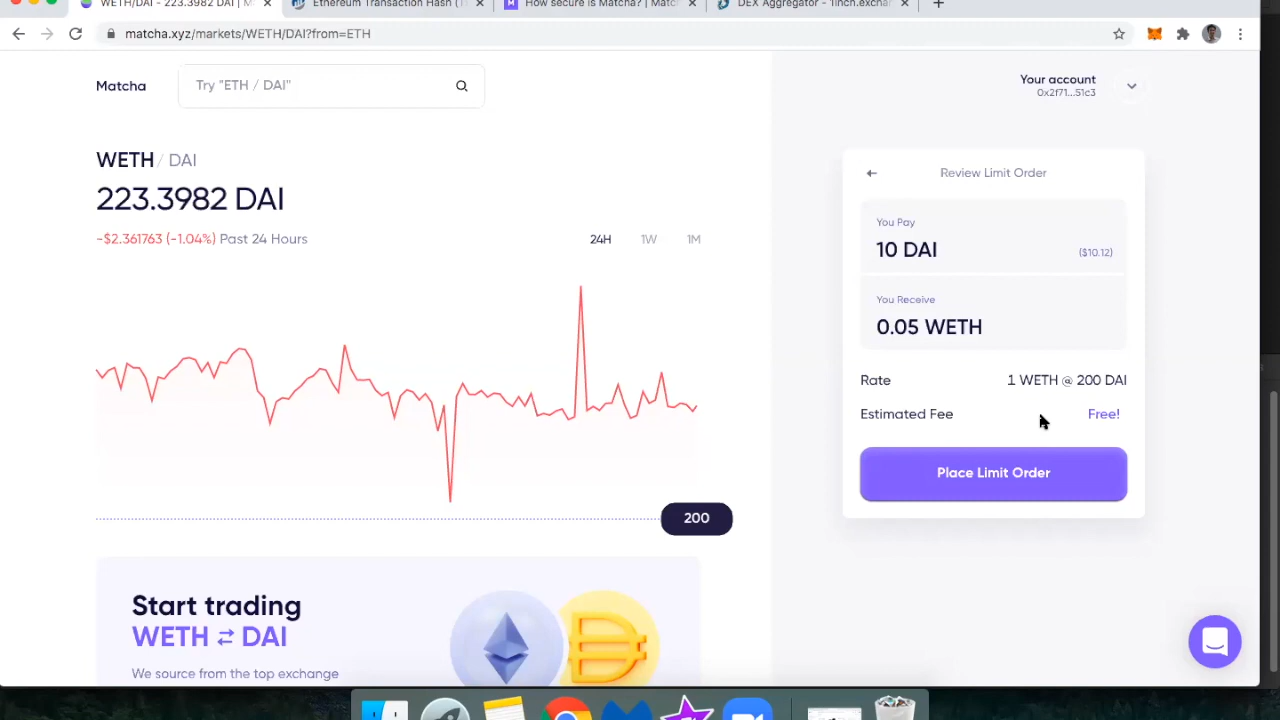 WETH/DAI - 223.3982 DAI | M
Ethereum Transaction Hash (T
How secure is Matcha? | Matc
DEX Aggregator - 1inch.exchan
matcha.xyz/markets/WETH/DAI?from=ETH
Matcha
Try "ETH / DAI"
Your account
0x2f71...51c3
WETH / DAI
223.3982 DAI
-$2.361763 (-1.04%) Past 24 Hours
24H 1W 1M
Review Limit Order
You Pay
10 DAI
($10.12)
You Receive
0.05 WETH
Rate
1 WETH @ 200 DAI
Estimated Fee
Free!
Place Limit Order
200
Start trading
WETH ⇄ DAI
We source from the top exchange